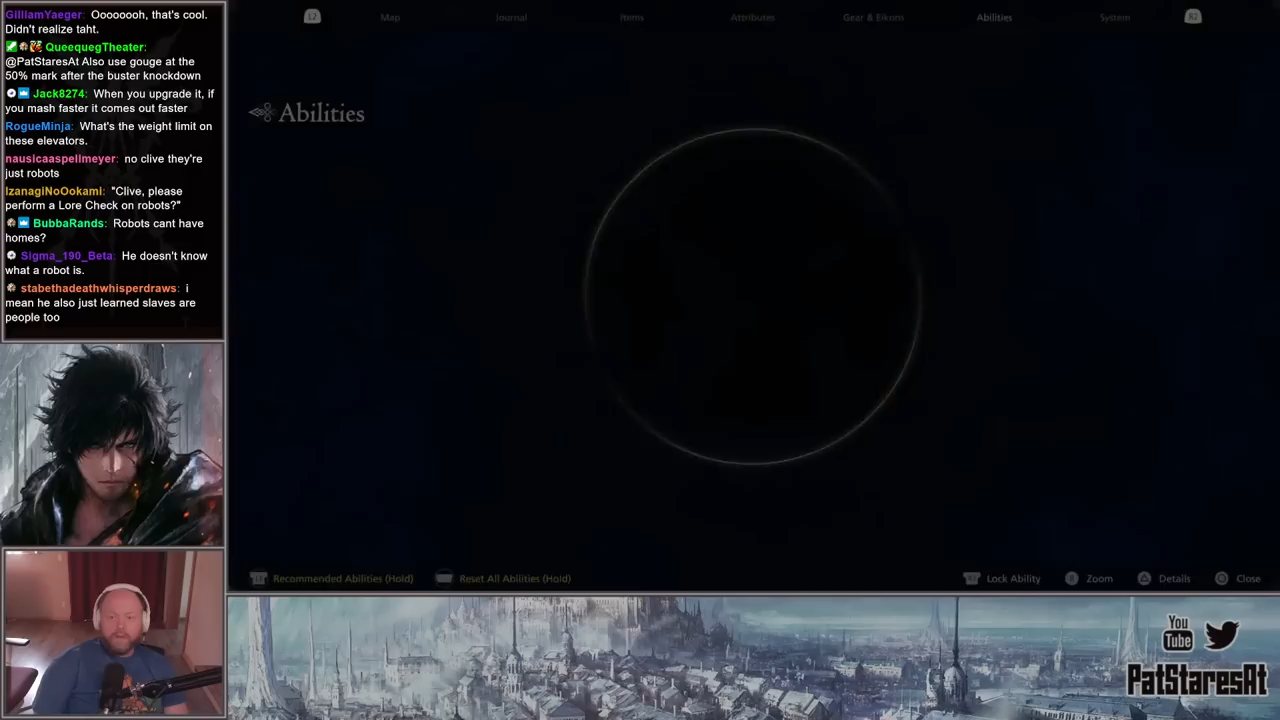 GilliamYaeger: Oooooooh, that's cool.
Didn't realize taht.
QueequegTheater:
@PatStaresAt Also use gouge at the
50% mark after the buster knockdown
Jack8274: When you upgrade it, if
you mash faster it comes out faster
RogueMinja: What's the weight limit on
these elevators.
nausicaaspellmeyer: no clive they're
just robots
IzanagiNoOokami: "Clive, please
perform a Lore Check on robots?"
BubbaRands: Robots cant have
homes?
Sigma_190_Beta: He doesn't know
what a robot is.
stabethadeathwhisperdraws: i
mean he also just learned slaves are
people too
L2 Map Journal Items Attributes Gear & Eikons Abilities System R2
Abilities
Recommended Abilities (Hold) Reset All Abilities (Hold) Lock Ability Zoom Details Close
You
Tube
PatStaresAt